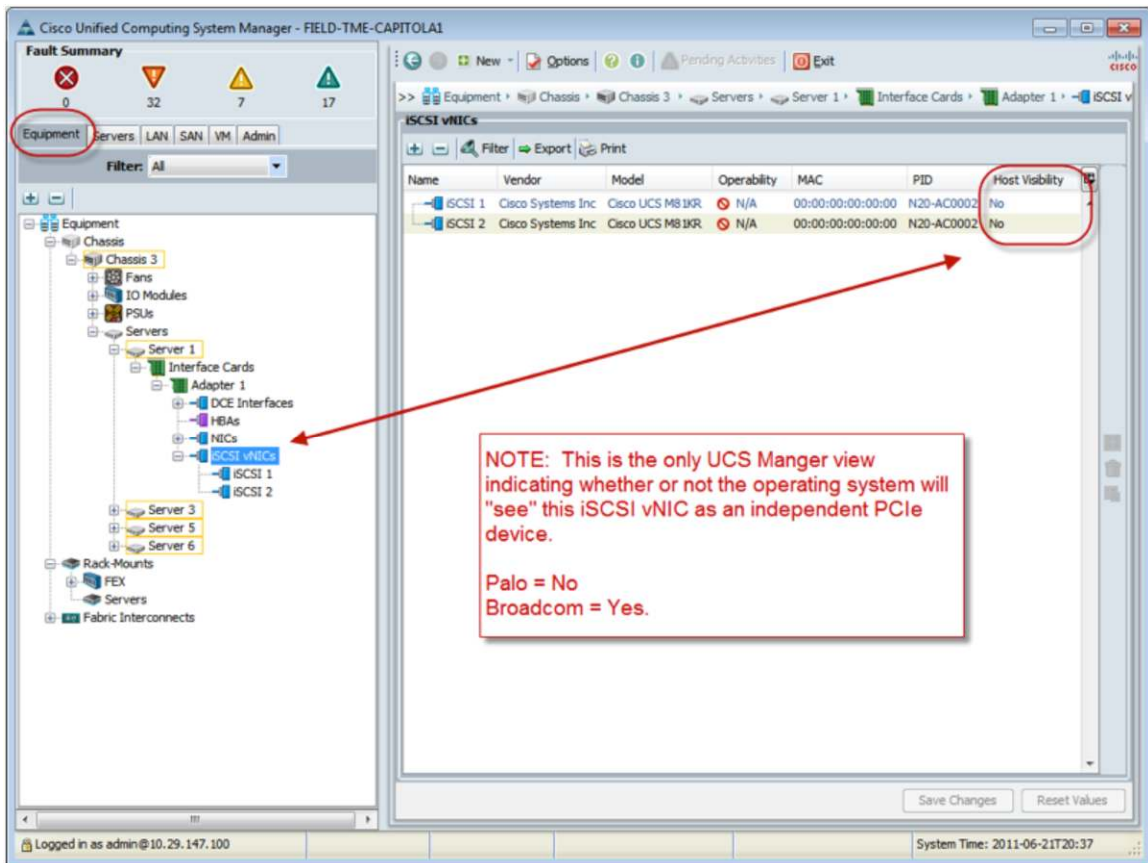 Cisco Unified Computing System Manager - FIELD-TME-CAPITOLA1
Fault Summary
0 32 7 17
Equipment Servers LAN SAN VM Admin
Filter: All
Equipment
Chassis
Chassis 3
Fans
IO Modules
PSUs
Servers
Server 1
Interface Cards
Adapter 1
DCE Interfaces
HBAs
NICs
iSCSI vNICs
iSCSI 1
iSCSI 2
Server 3
Server 5
Server 6
Rack-Mounts
FEX
Servers
Fabric Interconnects
New Options Pending Activities Exit
cisco
>> Equipment Chassis Chassis 3 Servers Server 1 Interface Cards Adapter 1 iSCSI v
iSCSI vNICs
Filter Export Print
Name Vendor Model Operability MAC PID Host Visibility
iSCSI 1 Cisco Systems Inc Cisco UCS M81KR N/A 00:00:00:00:00:00 N20-AC0002 No
iSCSI 2 Cisco Systems Inc Cisco UCS M81KR N/A 00:00:00:00:00:00 N20-AC0002 No
NOTE: This is the only UCS Manger view
indicating whether or not the operating system will
"see" this iSCSI vNIC as an independent PCIe
device.
Palo = No
Broadcom = Yes.
Save Changes Reset Values
Logged in as admin@10.29.147.100
System Time: 2011-06-21T20:37